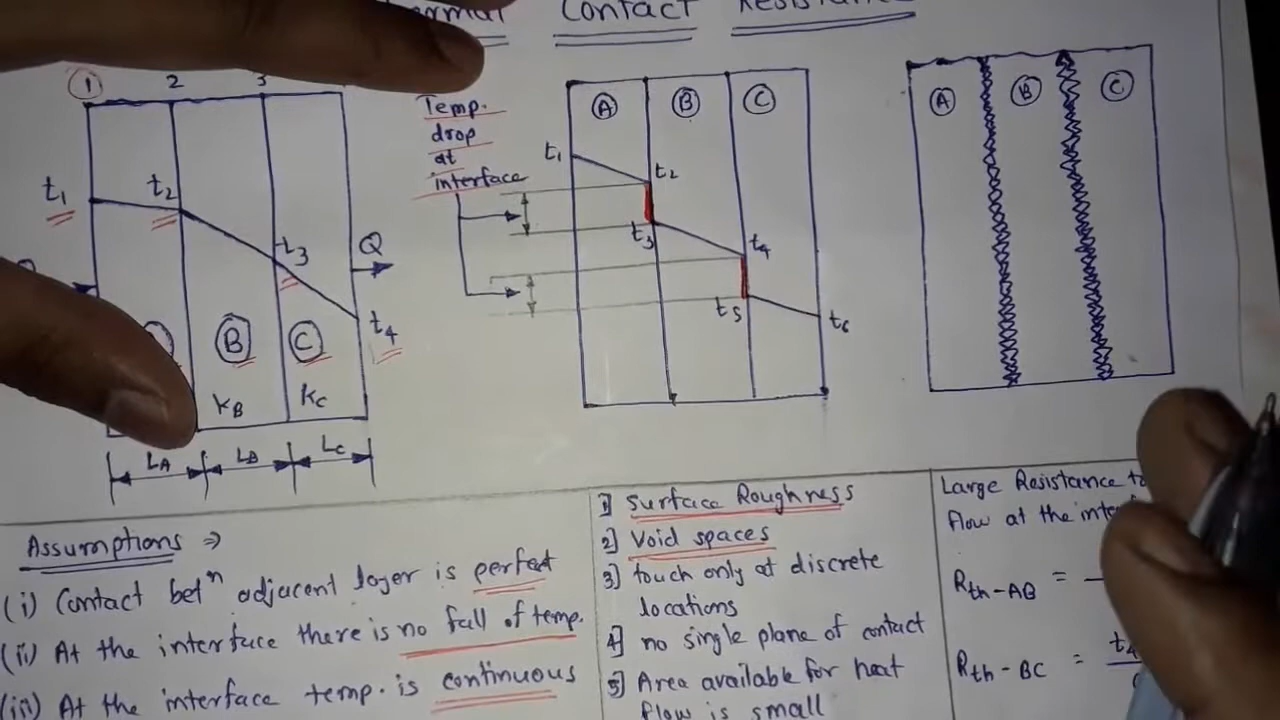 Contact Resistan
1 2 3
t1 t2 t3 t4
Q
B C
KB KC
LA LB LC
Temp.
drop
at
interface
A B C
t1 t2
t3 t4
t5 t6
A B C
Assumptions ⇒
(i) Contact betn adjacent layer is perfect
(ii) At the interface there is no fall of temp.
(iii) At the interface temp. is continuous
1] Surface Roughness
2] Void spaces
3] touch only at discrete
locations
4] no single plane of contact
5] Area available for heat
flow is small
Large Resistance to
flow at the inte
Rth-AB =
Rth-BC =